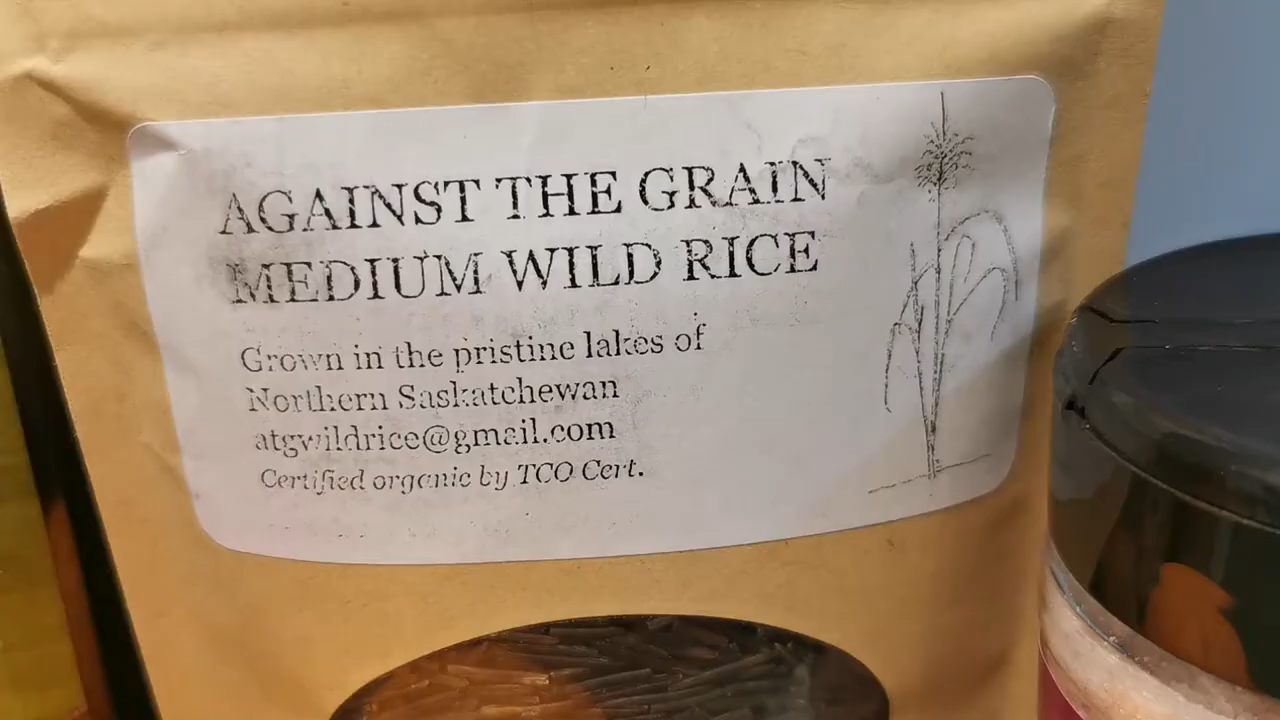 AGAINST THE GRAIN
MEDIUM WILD RICE
Grown in the pristine lakes of
Northern Saskatchewan
atgwildrice@gmail.com
Certified organic by TCO Cert.